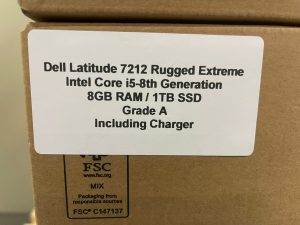 Dell Latitude 7212 Rugged Extreme
Intel Core i5-8th Generation
8GB RAM / 1TB SSD
Grade A
Including Charger
FSC
www.fsc.org
MIX
Packaging from
responsible sources
FSC® C147137